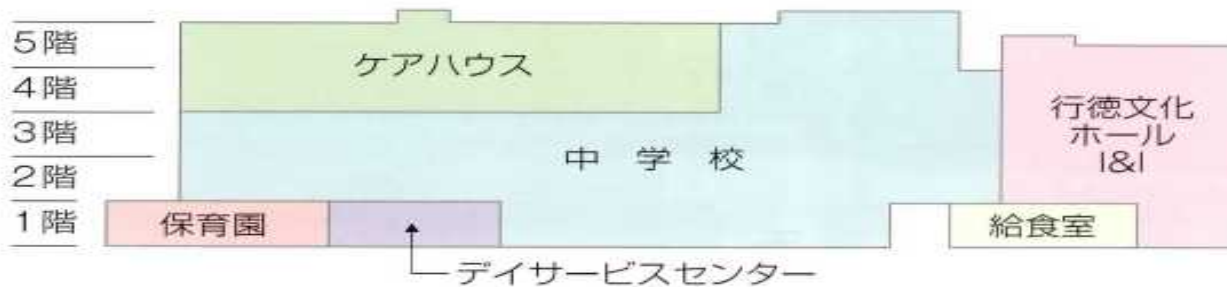 5階
4階
3階
2階
1階
ケアハウス
中学校
行徳文化
ホール
I&I
保育園
給食室
デイサービスセンター